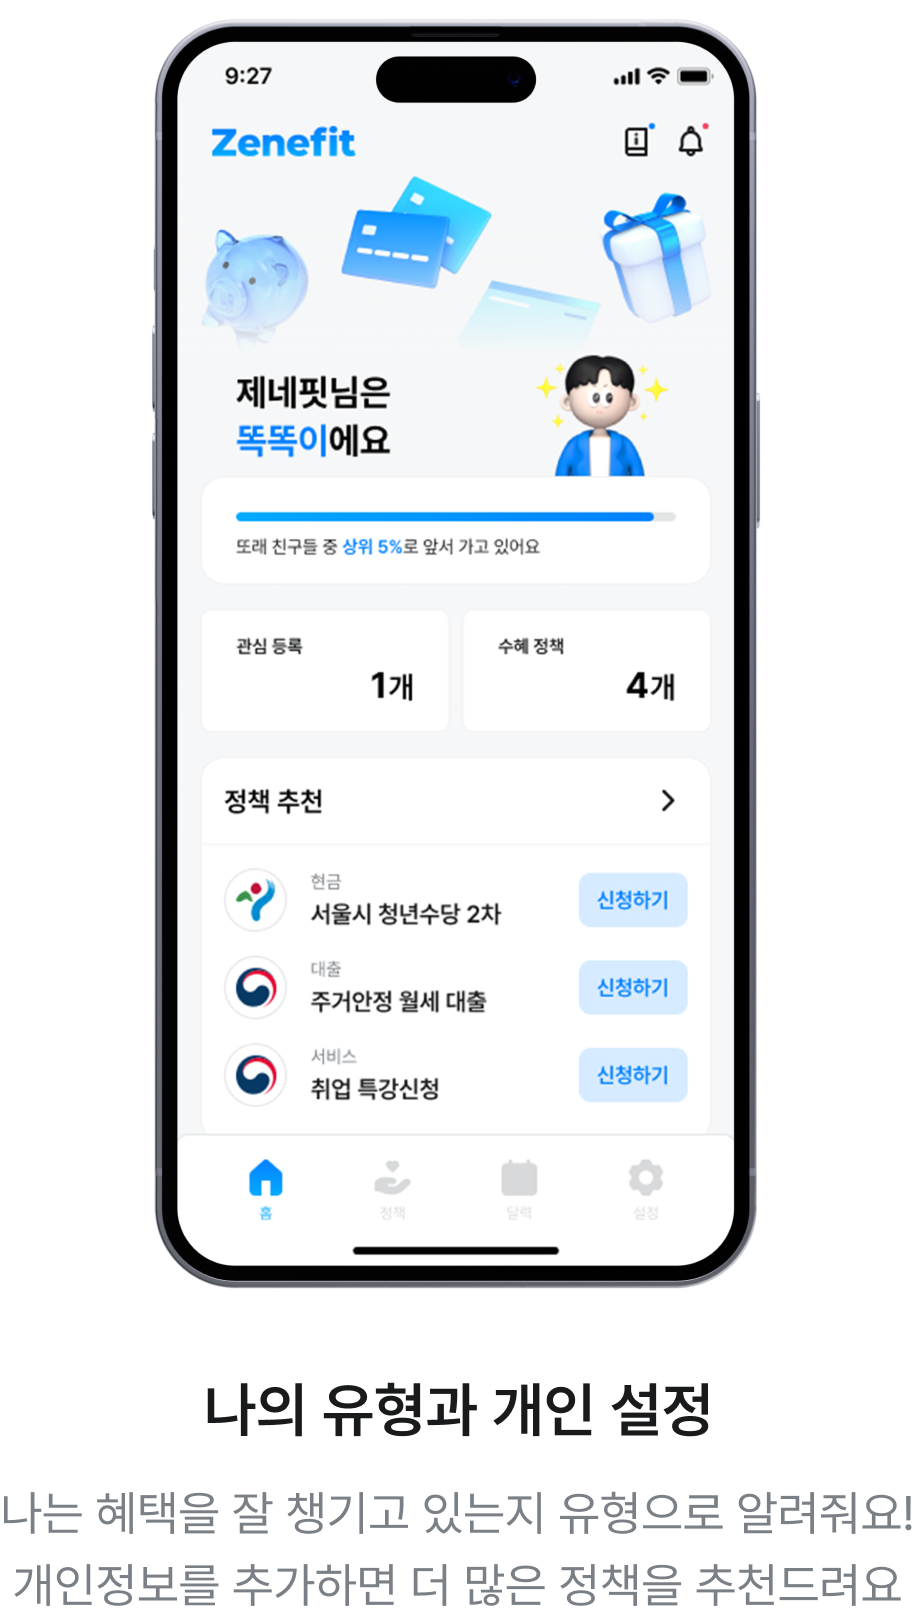 9:27
Zenefit
제네핏님은
똑똑이에요
또래 친구들 중 상위 5%로 앞서 가고 있어요
관심 등록
1개
수혜 정책
4개
정책 추천
현금
서울시 청년수당 2차
신청하기
대출
주거안정 월세 대출
신청하기
서비스
취업 특강신청
신청하기
홈
정책
달력
설정
나의 유형과 개인 설정
나는 혜택을 잘 챙기고 있는지 유형으로 알려줘요!
개인정보를 추가하면 더 많은 정책을 추천드려요